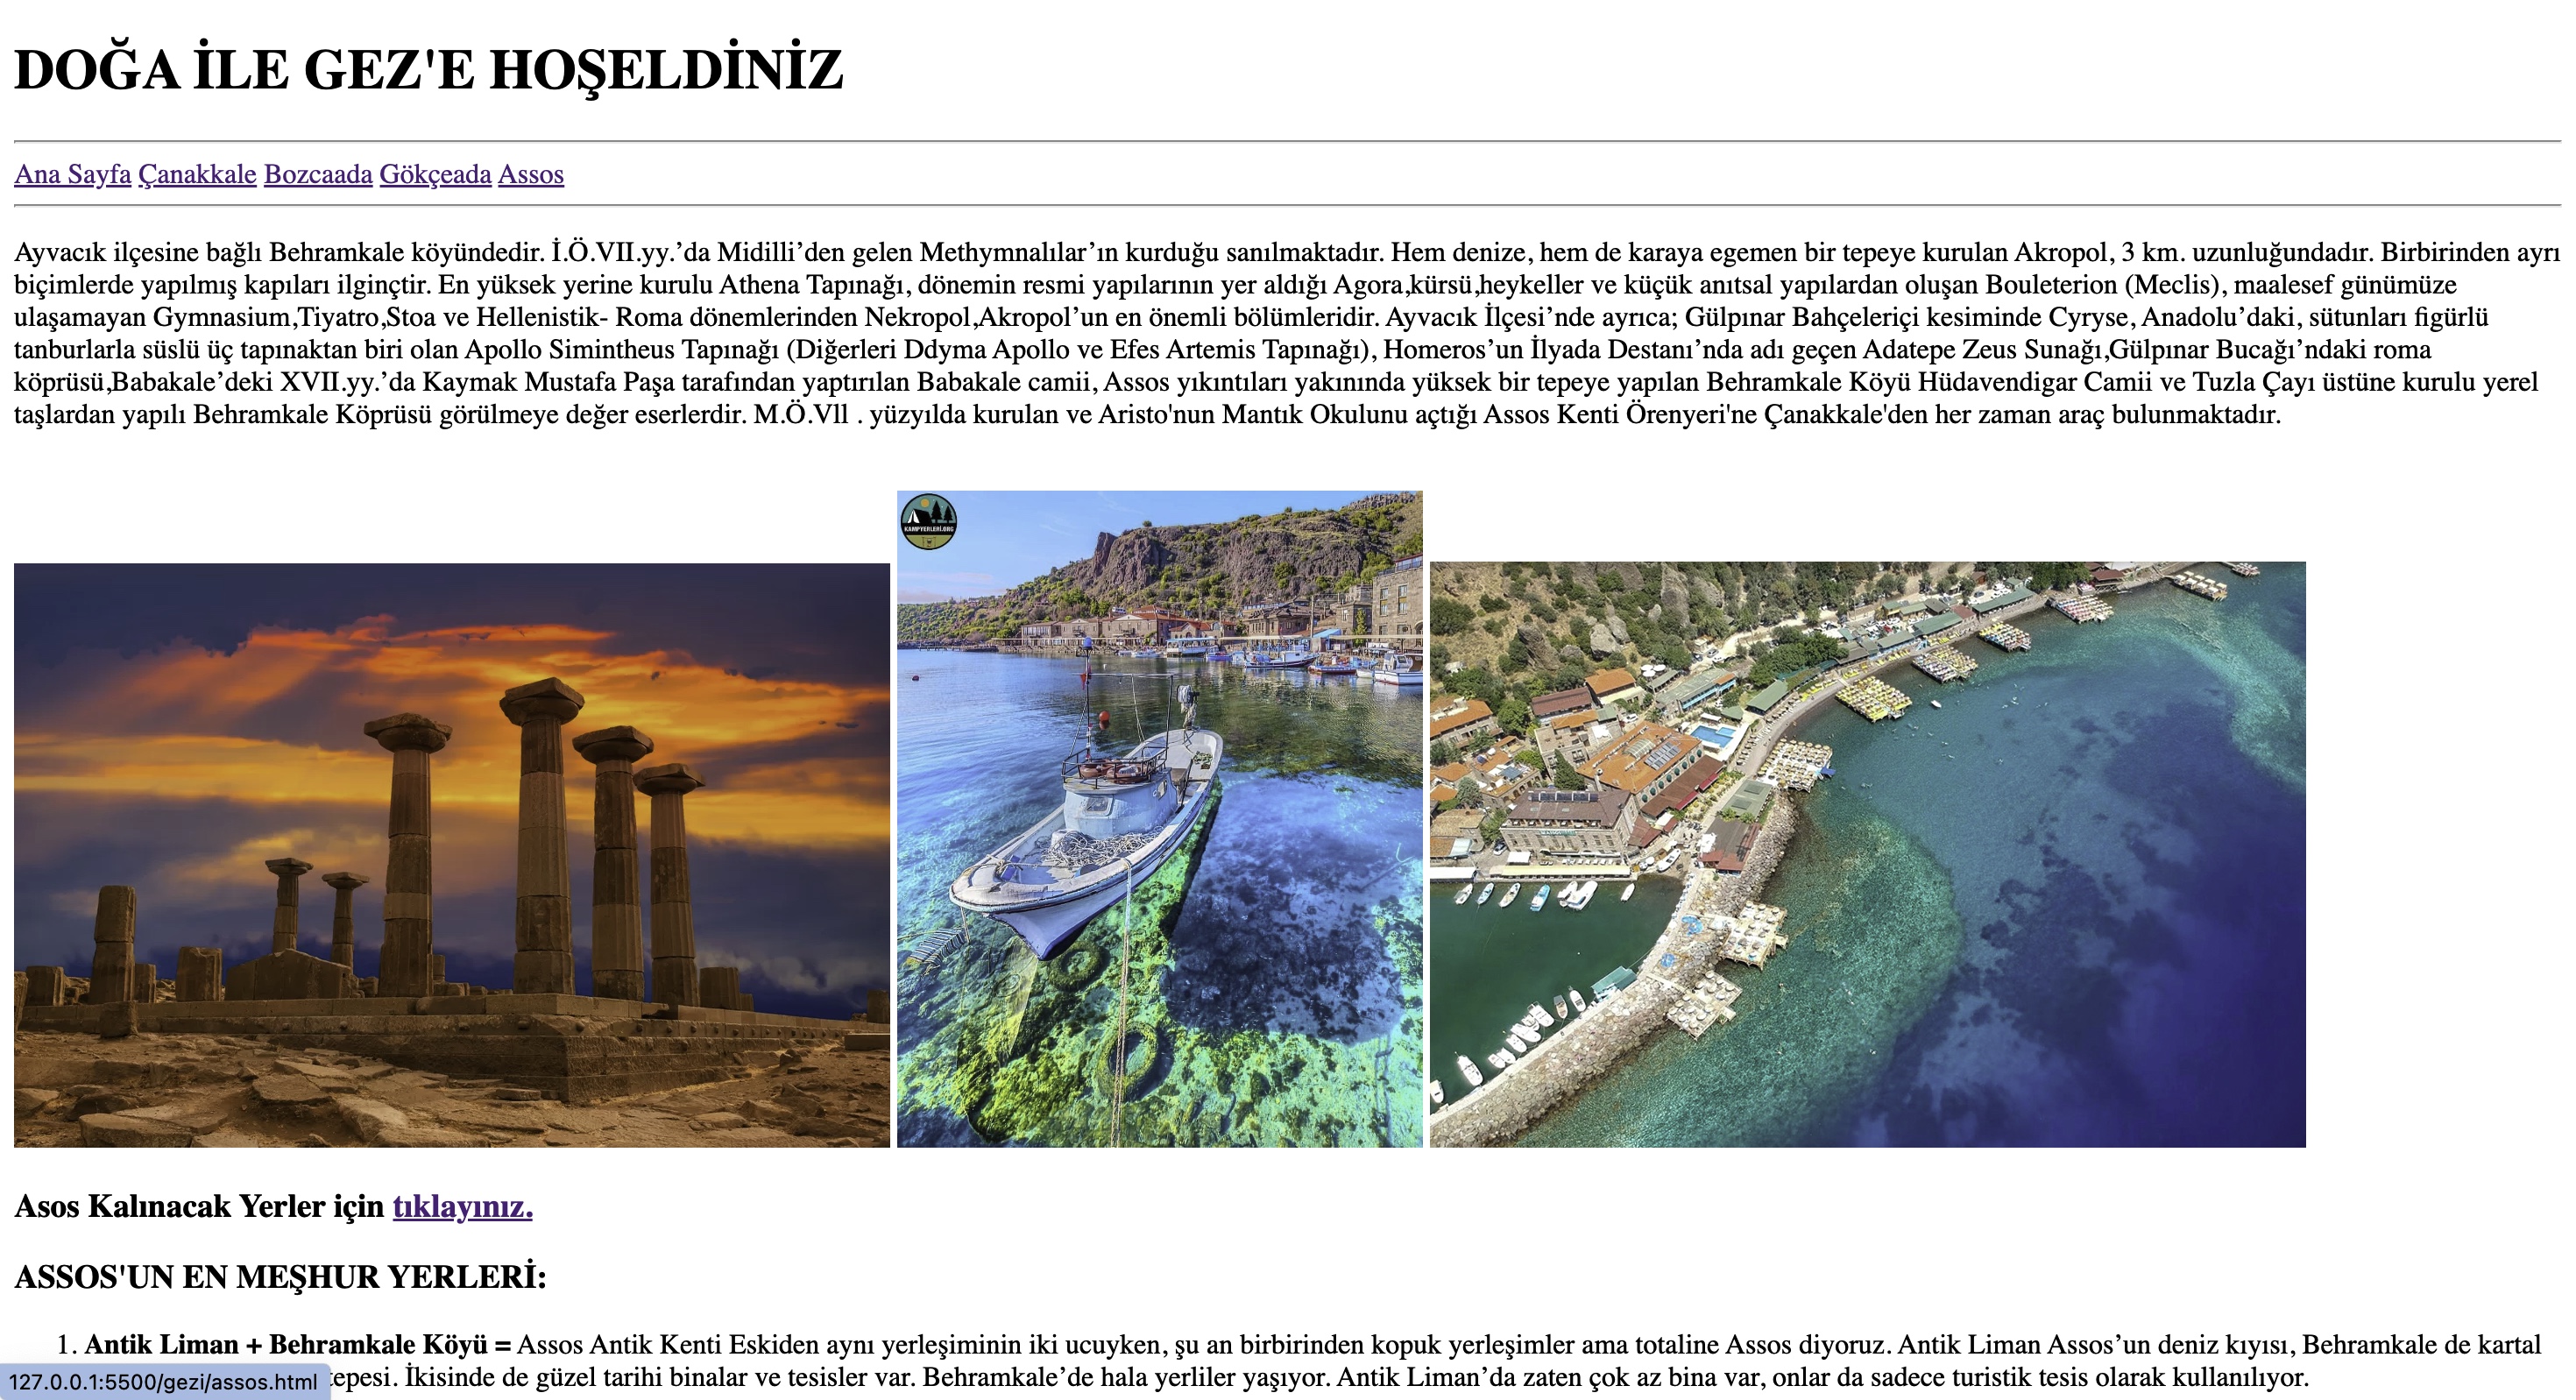 DOĞA İLE GEZ'E HOŞELDİNİZ
Ana Sayfa Çanakkale Bozcaada Gökçeada Assos
Ayvacık ilçesine bağlı Behramkale köyündedir. İ.Ö.VII.yy.’da Midilli’den gelen Methymnalılar’ın kurduğu sanılmaktadır. Hem denize, hem de karaya egemen bir tepeye kurulan Akropol, 3 km. uzunluğundadır. Birbirinden ayrı
biçimlerde yapılmış kapıları ilginçtir. En yüksek yerine kurulu Athena Tapınağı, dönemin resmi yapılarının yer aldığı Agora,kürsü,heykeller ve küçük anıtsal yapılardan oluşan Bouleterion (Meclis), maalesef günümüze
ulaşamayan Gymnasium,Tiyatro,Stoa ve Hellenistik- Roma dönemlerinden Nekropol,Akropol’un en önemli bölümleridir. Ayvacık İlçesi’nde ayrıca; Gülpınar Bahçeleriçi kesiminde Cyryse, Anadolu’daki, sütunları figürlü
tanburlarla süslü üç tapınaktan biri olan Apollo Simintheus Tapınağı (Diğerleri Ddyma Apollo ve Efes Artemis Tapınağı), Homeros’un İlyada Destanı’nda adı geçen Adatepe Zeus Sunağı,Gülpınar Bucağı’ndaki roma
köprüsü,Babakale’deki XVII.yy.’da Kaymak Mustafa Paşa tarafından yaptırılan Babakale camii, Assos yıkıntıları yakınında yüksek bir tepeye yapılan Behramkale Köyü Hüdavendigar Camii ve Tuzla Çayı üstüne kurulu yerel
taşlardan yapılı Behramkale Köprüsü görülmeye değer eserlerdir. M.Ö.Vll . yüzyılda kurulan ve Aristo'nun Mantık Okulunu açtığı Assos Kenti Örenyeri'ne Çanakkale'den her zaman araç bulunmaktadır.
KAMPYERLERİ.ORG
Asos Kalınacak Yerler için tıklayınız.
ASSOS'UN EN MEŞHUR YERLERİ:
1. Antik Liman + Behramkale Köyü = Assos Antik Kenti Eskiden aynı yerleşiminin iki ucuyken, şu an birbirinden kopuk yerleşimler ama totaline Assos diyoruz. Antik Liman Assos’un deniz kıyısı, Behramkale de kartal
tepesi. İkisinde de güzel tarihi binalar ve tesisler var. Behramkale’de hala yerliler yaşıyor. Antik Liman’da zaten çok az bina var, onlar da sadece turistik tesis olarak kullanılıyor.
127.0.0.1:5500/gezi/assos.html